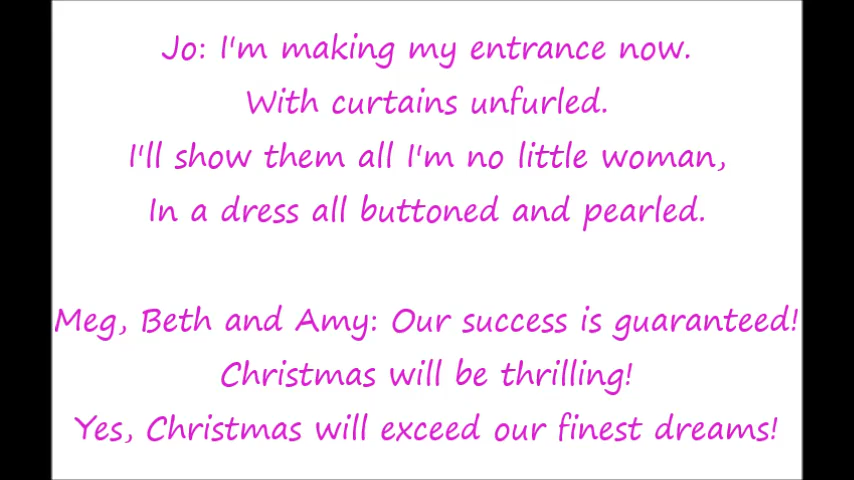 Jo: I'm making my entrance now.
With curtains unfurled.
I'll show them all I'm no little woman,
In a dress all buttoned and pearled.
Meg, Beth and Amy: Our success is guaranteed!
Christmas will be thrilling!
Yes, Christmas will exceed our finest dreams!